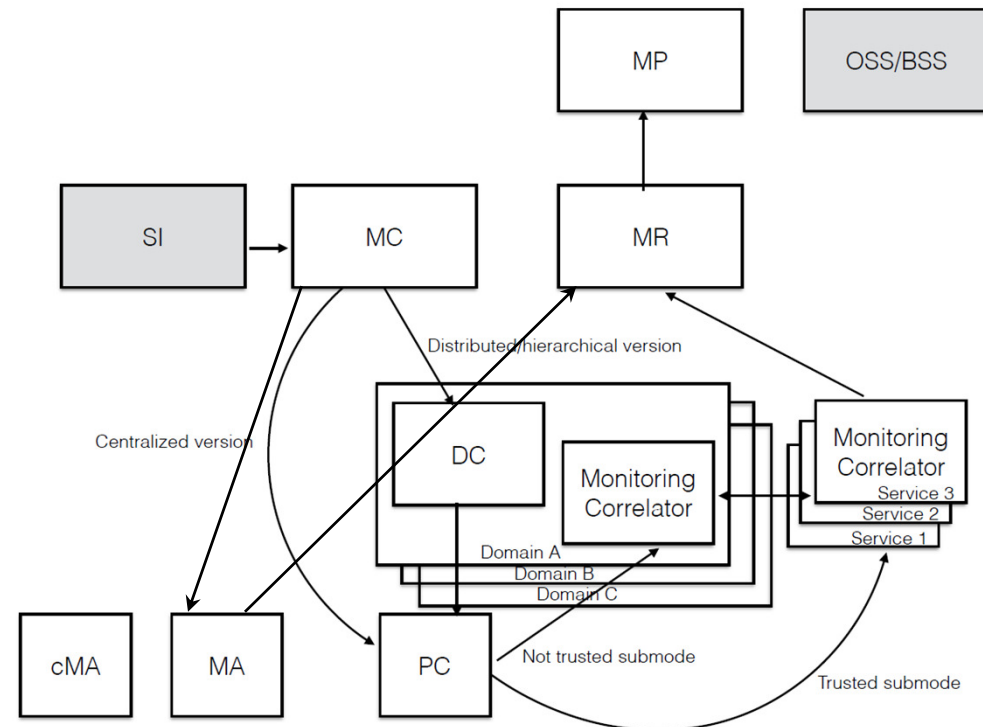 MP
OSS/BSS
SI
MC
MR
Distributed/hierarchical version
Centralized version
DC
Monitoring
Correlator
Monitoring
Correlator
Service 3
Service 2
Service 1
Domain A
Domain B
Domain C
cMA
MA
PC
Not trusted submode
Trusted submode